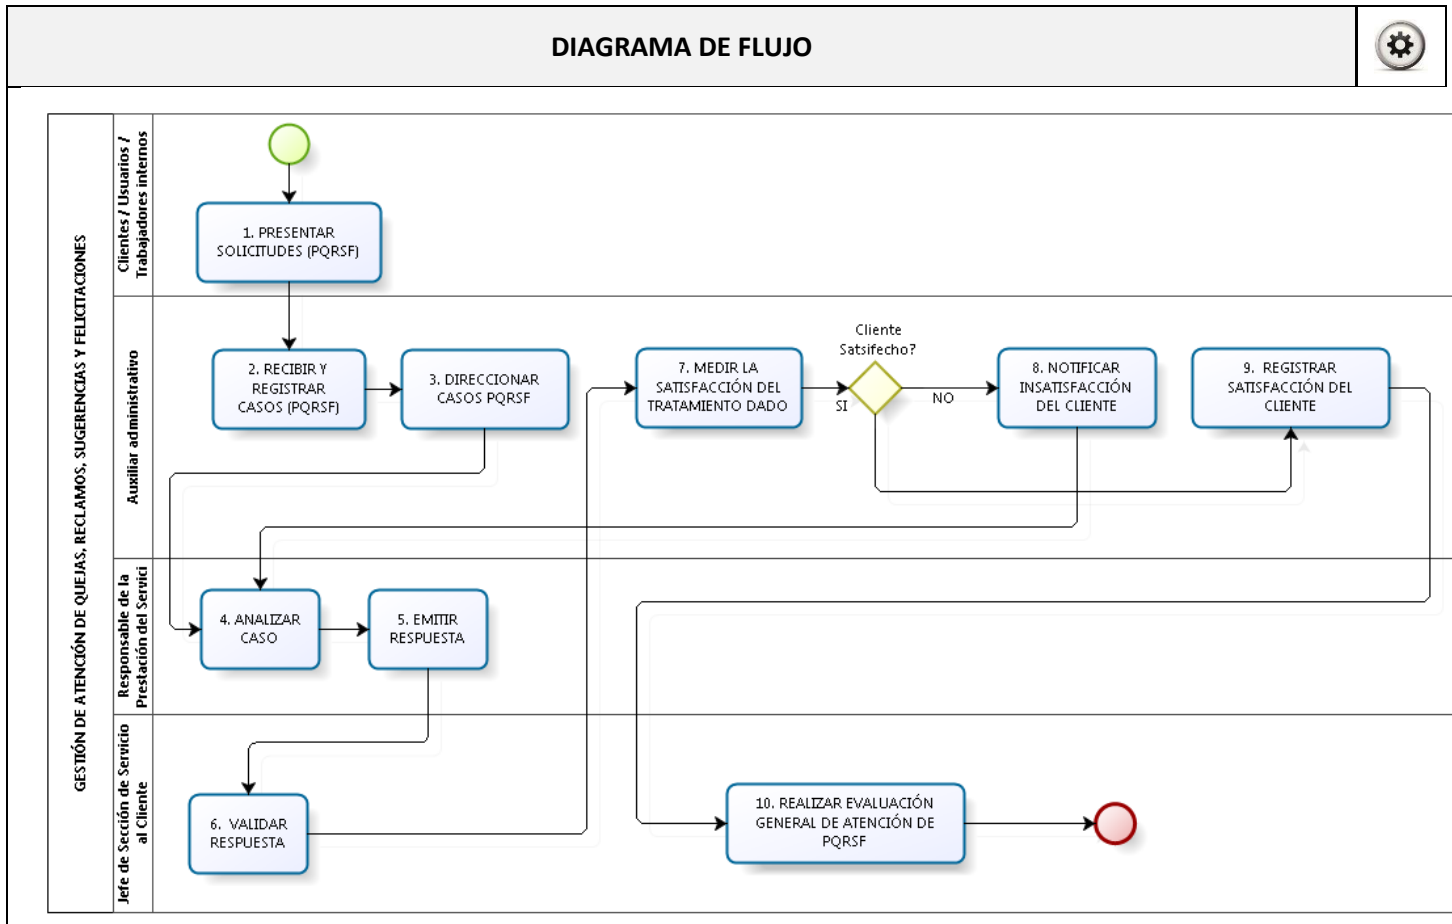 DIAGRAMA DE FLUJO
GESTIÓN DE ATENCIÓN DE QUEJAS, RECLAMOS, SUGERENCIAS Y FELICITACIONES
Clientes / Usuarios /
Trabajadores internos
1. PRESENTAR
SOLICITUDES (PQRSF)
Auxiliar administrativo
2. RECIBIR Y
REGISTRAR
CASOS (PQRSF)
3. DIRECCIONAR
CASOS PQRSF
7. MEDIR LA
SATISFACCIÓN DEL
TRATAMIENTO DADO
Cliente
Satsifecho?
SI
NO
8. NOTIFICAR
INSATISFACCIÓN
DEL CLIENTE
9. REGISTRAR
SATISFACCIÓN DEL
CLIENTE
Responsable de la
Prestación del Servici
4. ANALIZAR
CASO
5. EMITIR
RESPUESTA
Jefe de Sección de Servicio
al Cliente
6. VALIDAR
RESPUESTA
10. REALIZAR EVALUACIÓN
GENERAL DE ATENCIÓN DE
PQRSF